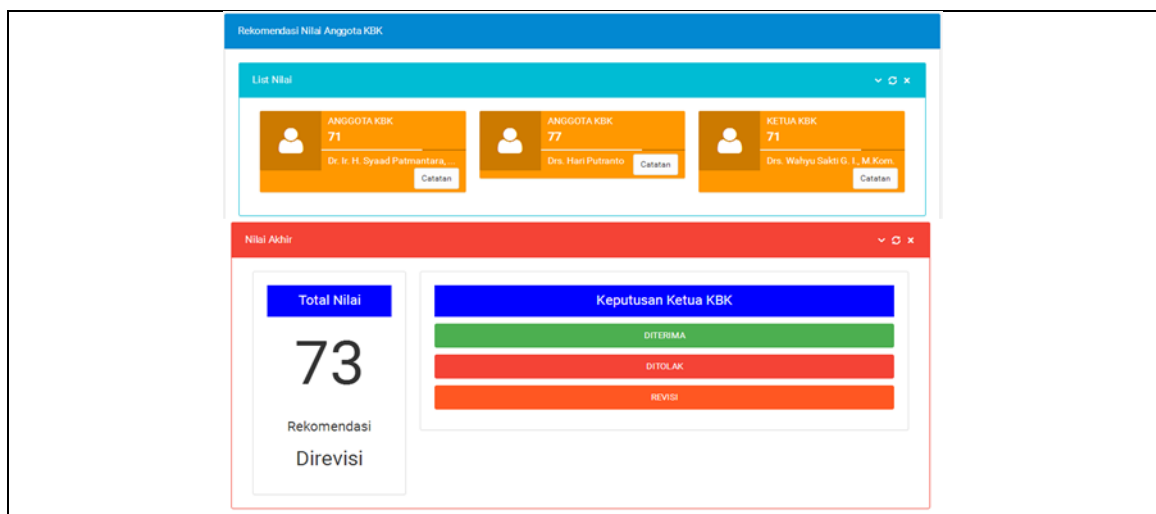 Rekomendasi Nilai Anggota KBK
List Nilai
ANGGOTA KBK
71
Dr. Ir. H. Syaad Patmantara, ...
Catatan
ANGGOTA KBK
77
Drs. Hari Putranto
Catatan
KETUA KBK
71
Drs. Wahyu Sakti G. I., M.Kom.
Catatan
Nilai Akhir
Total Nilai
73
Rekomendasi
Direvisi
Keputusan Ketua KBK
DITERIMA
DITOLAK
REVISI